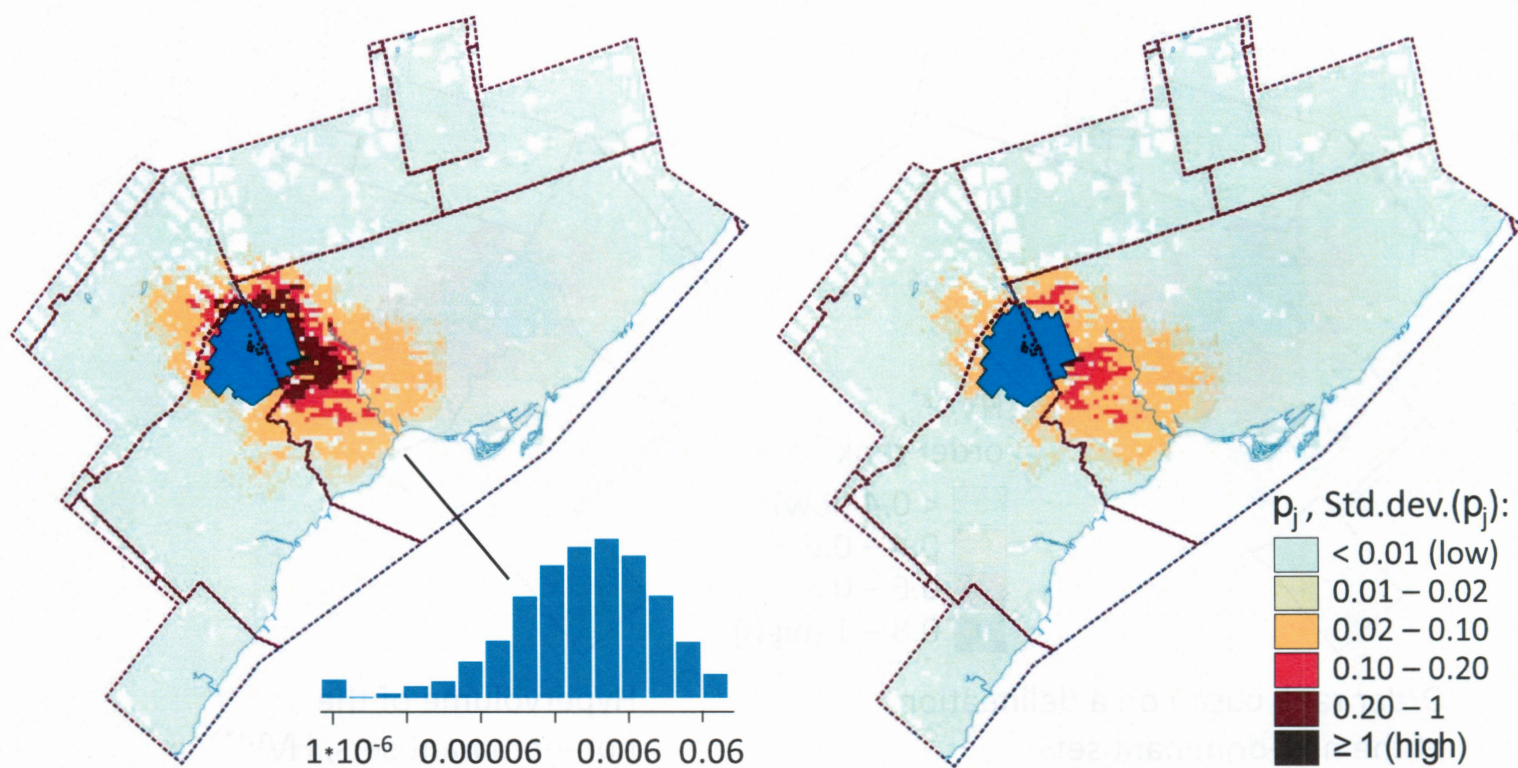 pj, Std.dev.(pj):
< 0.01 (low)
0.01 – 0.02
0.02 – 0.10
0.10 – 0.20
0.20 – 1
> 1 (high)
1*10-6 0.00006 0.006 0.06